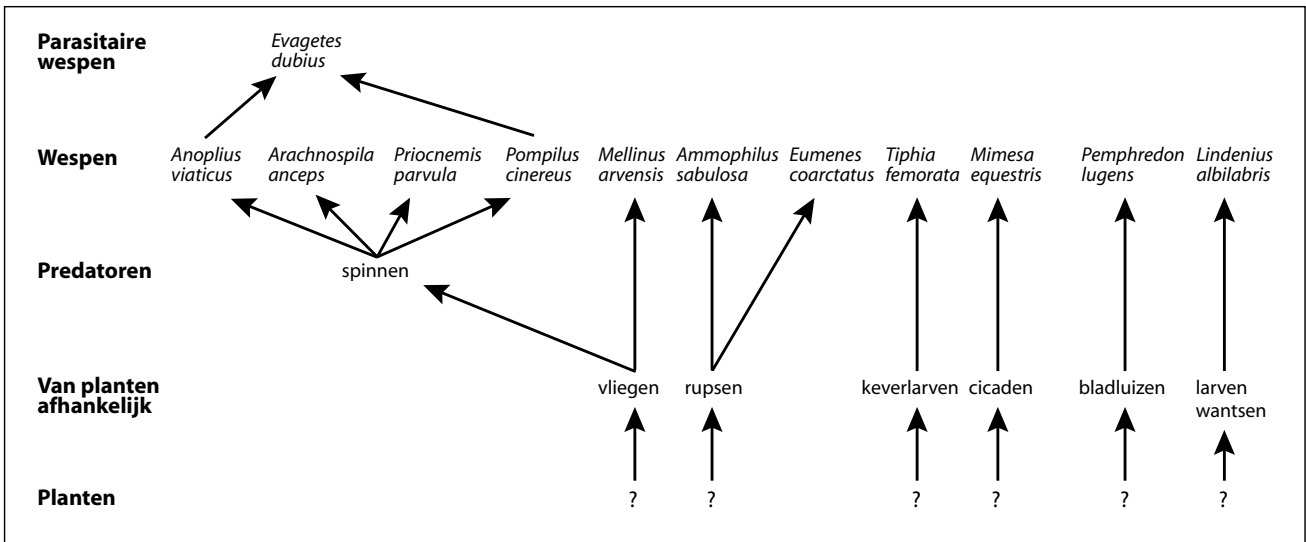 Parasitaire
wespen
Evagetes
dubius
Wespen
Anoplius
viaticus
Arachnospila
anceps
Priocnemis
parvula
Pompilus
cinereus
Mellinus
arvensis
Ammophilus
sabulosa
Eumenes
coarctatus
Tiphia
femorata
Mimesa
equestris
Pemphredon
lugens
Lindenius
albilabris
Predatoren
spinnen
Van planten
afhankelijk
vliegen
rupsen
keverlarven
cicaden
bladluizen
larven
wantsen
Planten
? ? ? ? ? ?